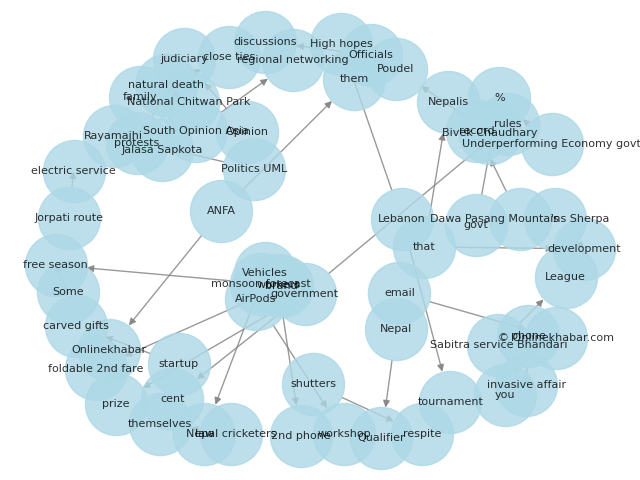 discussions
High hopes
Officials
judiciary
close ties
regional networking
Poudel
them
natural death
family
National Chitwan Park
Nepalis
%
rules
record
Bivek Chaudhary
Underperforming Economy govt
Rayamajhi
protests
South Opinion Asia
Opinion
Jalasa Sapkota
electric service
Politics UML
ANFA
Jorpati route
Lebanon
govt
Dawa Pasang Mountains
Ins Sherpa
that
development
free season
Vehicles
monsoon forecast
AirPods
government
League
Some
email
carved gifts
Nepal
phone
© Onlinekhabar.com
Sabitra service Bhandari
Onlinekhabar
foldable 2nd fare
startup
shutters
invasive affair
you
prize
cent
tournament
themselves
Nepal cricketers
2nd phone
workshop
Qualifier
respite